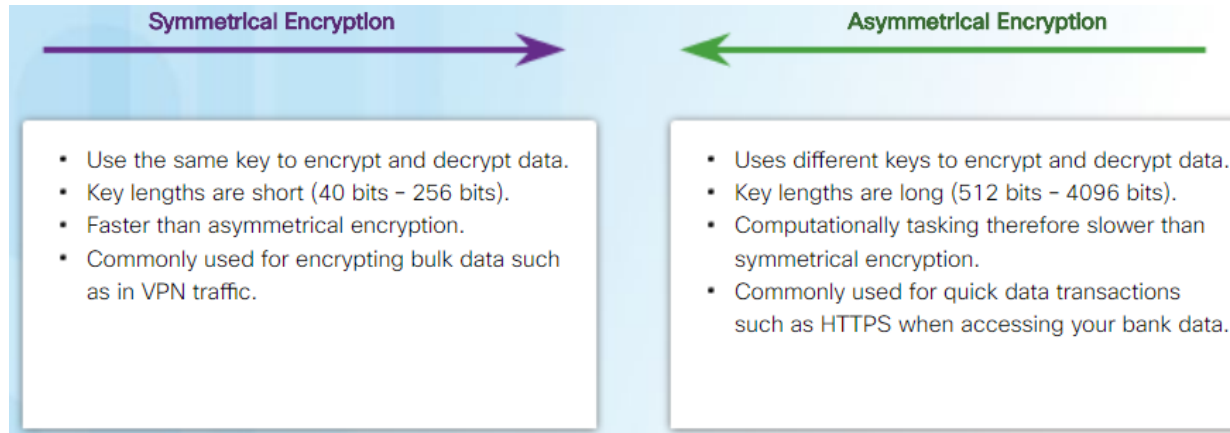 Symmetrical Encryption
Asymmetrical Encryption
▪ Use the same key to encrypt and decrypt data.
▪ Key lengths are short (40 bits – 256 bits).
▪ Faster than asymmetrical encryption.
▪ Commonly used for encrypting bulk data such
as in VPN traffic.
▪ Uses different keys to encrypt and decrypt data.
▪ Key lengths are long (512 bits – 4096 bits).
▪ Computationally tasking therefore slower than
symmetrical encryption.
▪ Commonly used for quick data transactions
such as HTTPS when accessing your bank data.